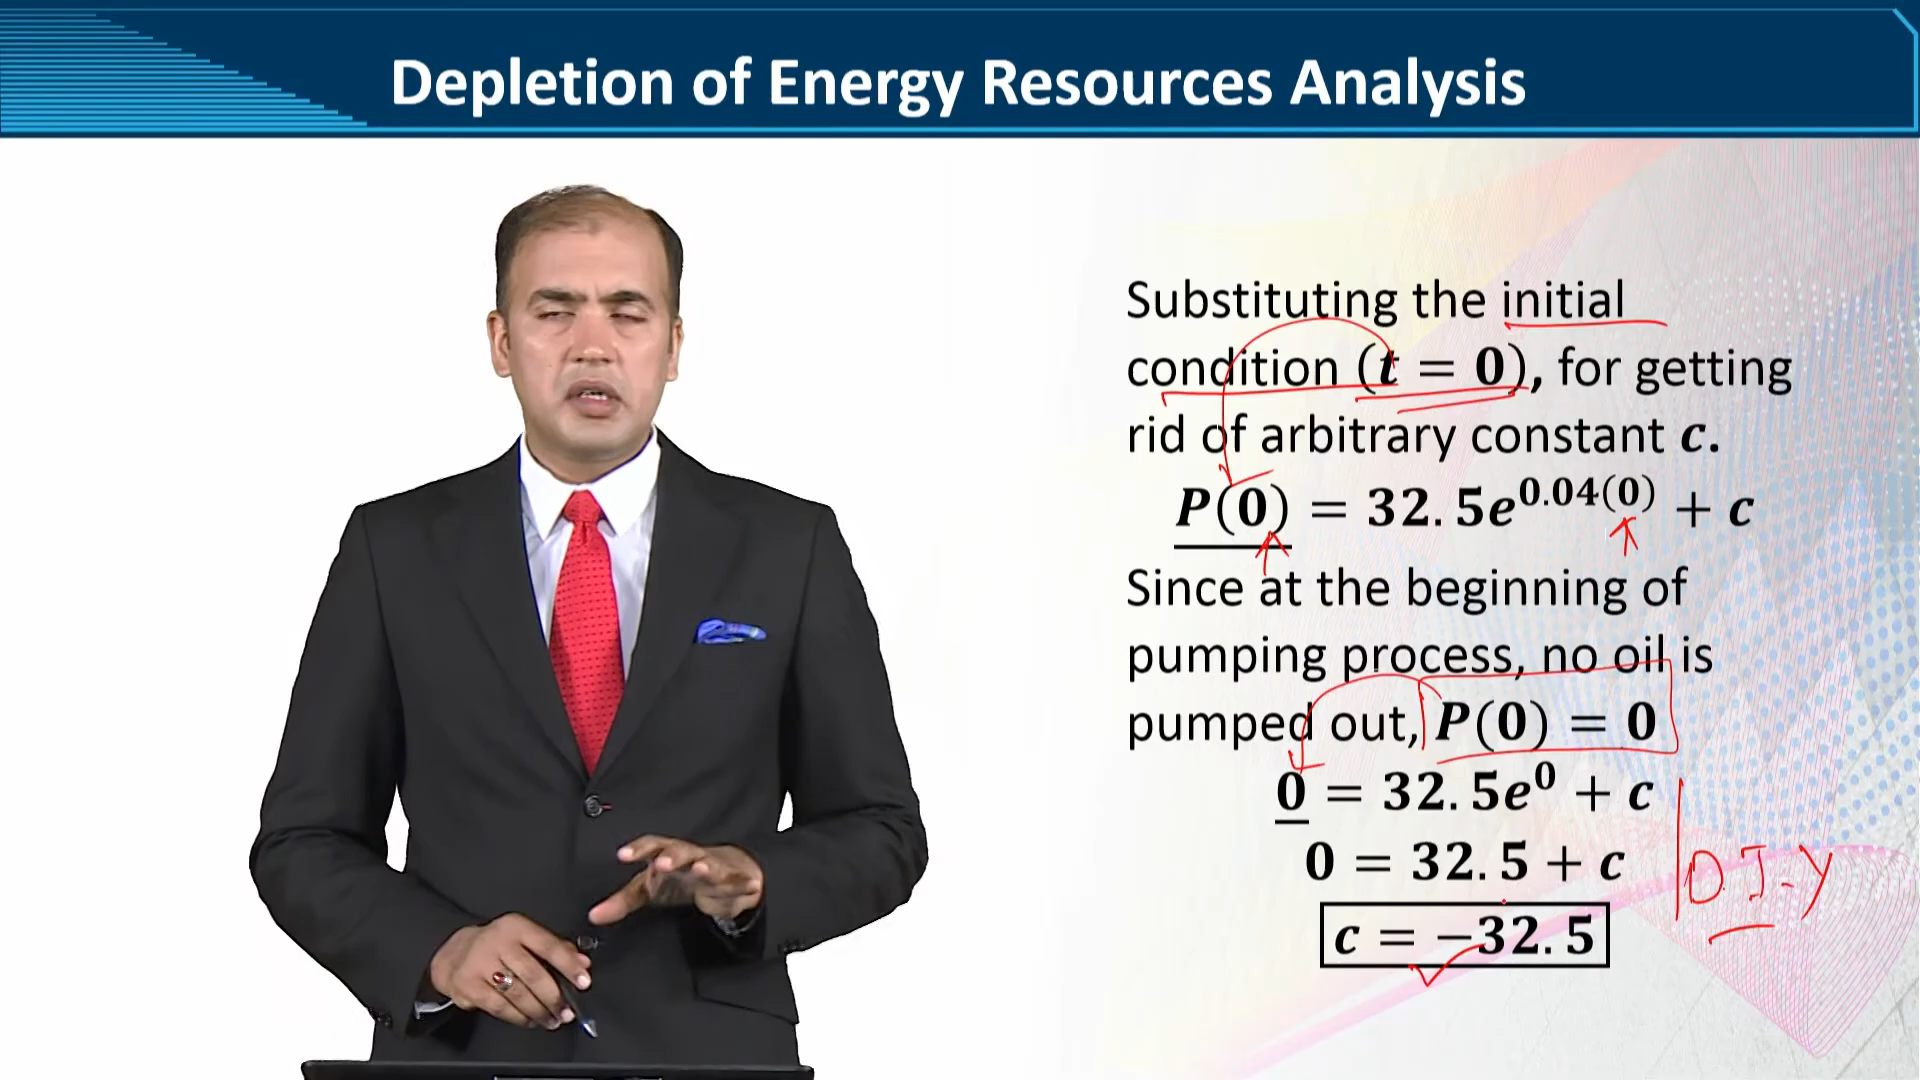 Depletion of Energy Resources Analysis
Substituting the initial
condition (t = 0), for getting
rid of arbitrary constant c.
P(0) = 32.5e^0.04(0) + c
Since at the beginning of
pumping process, no oil is
pumped out, P(0) = 0
0 = 32.5e^0 + c
0 = 32.5 + c
c = −32.5